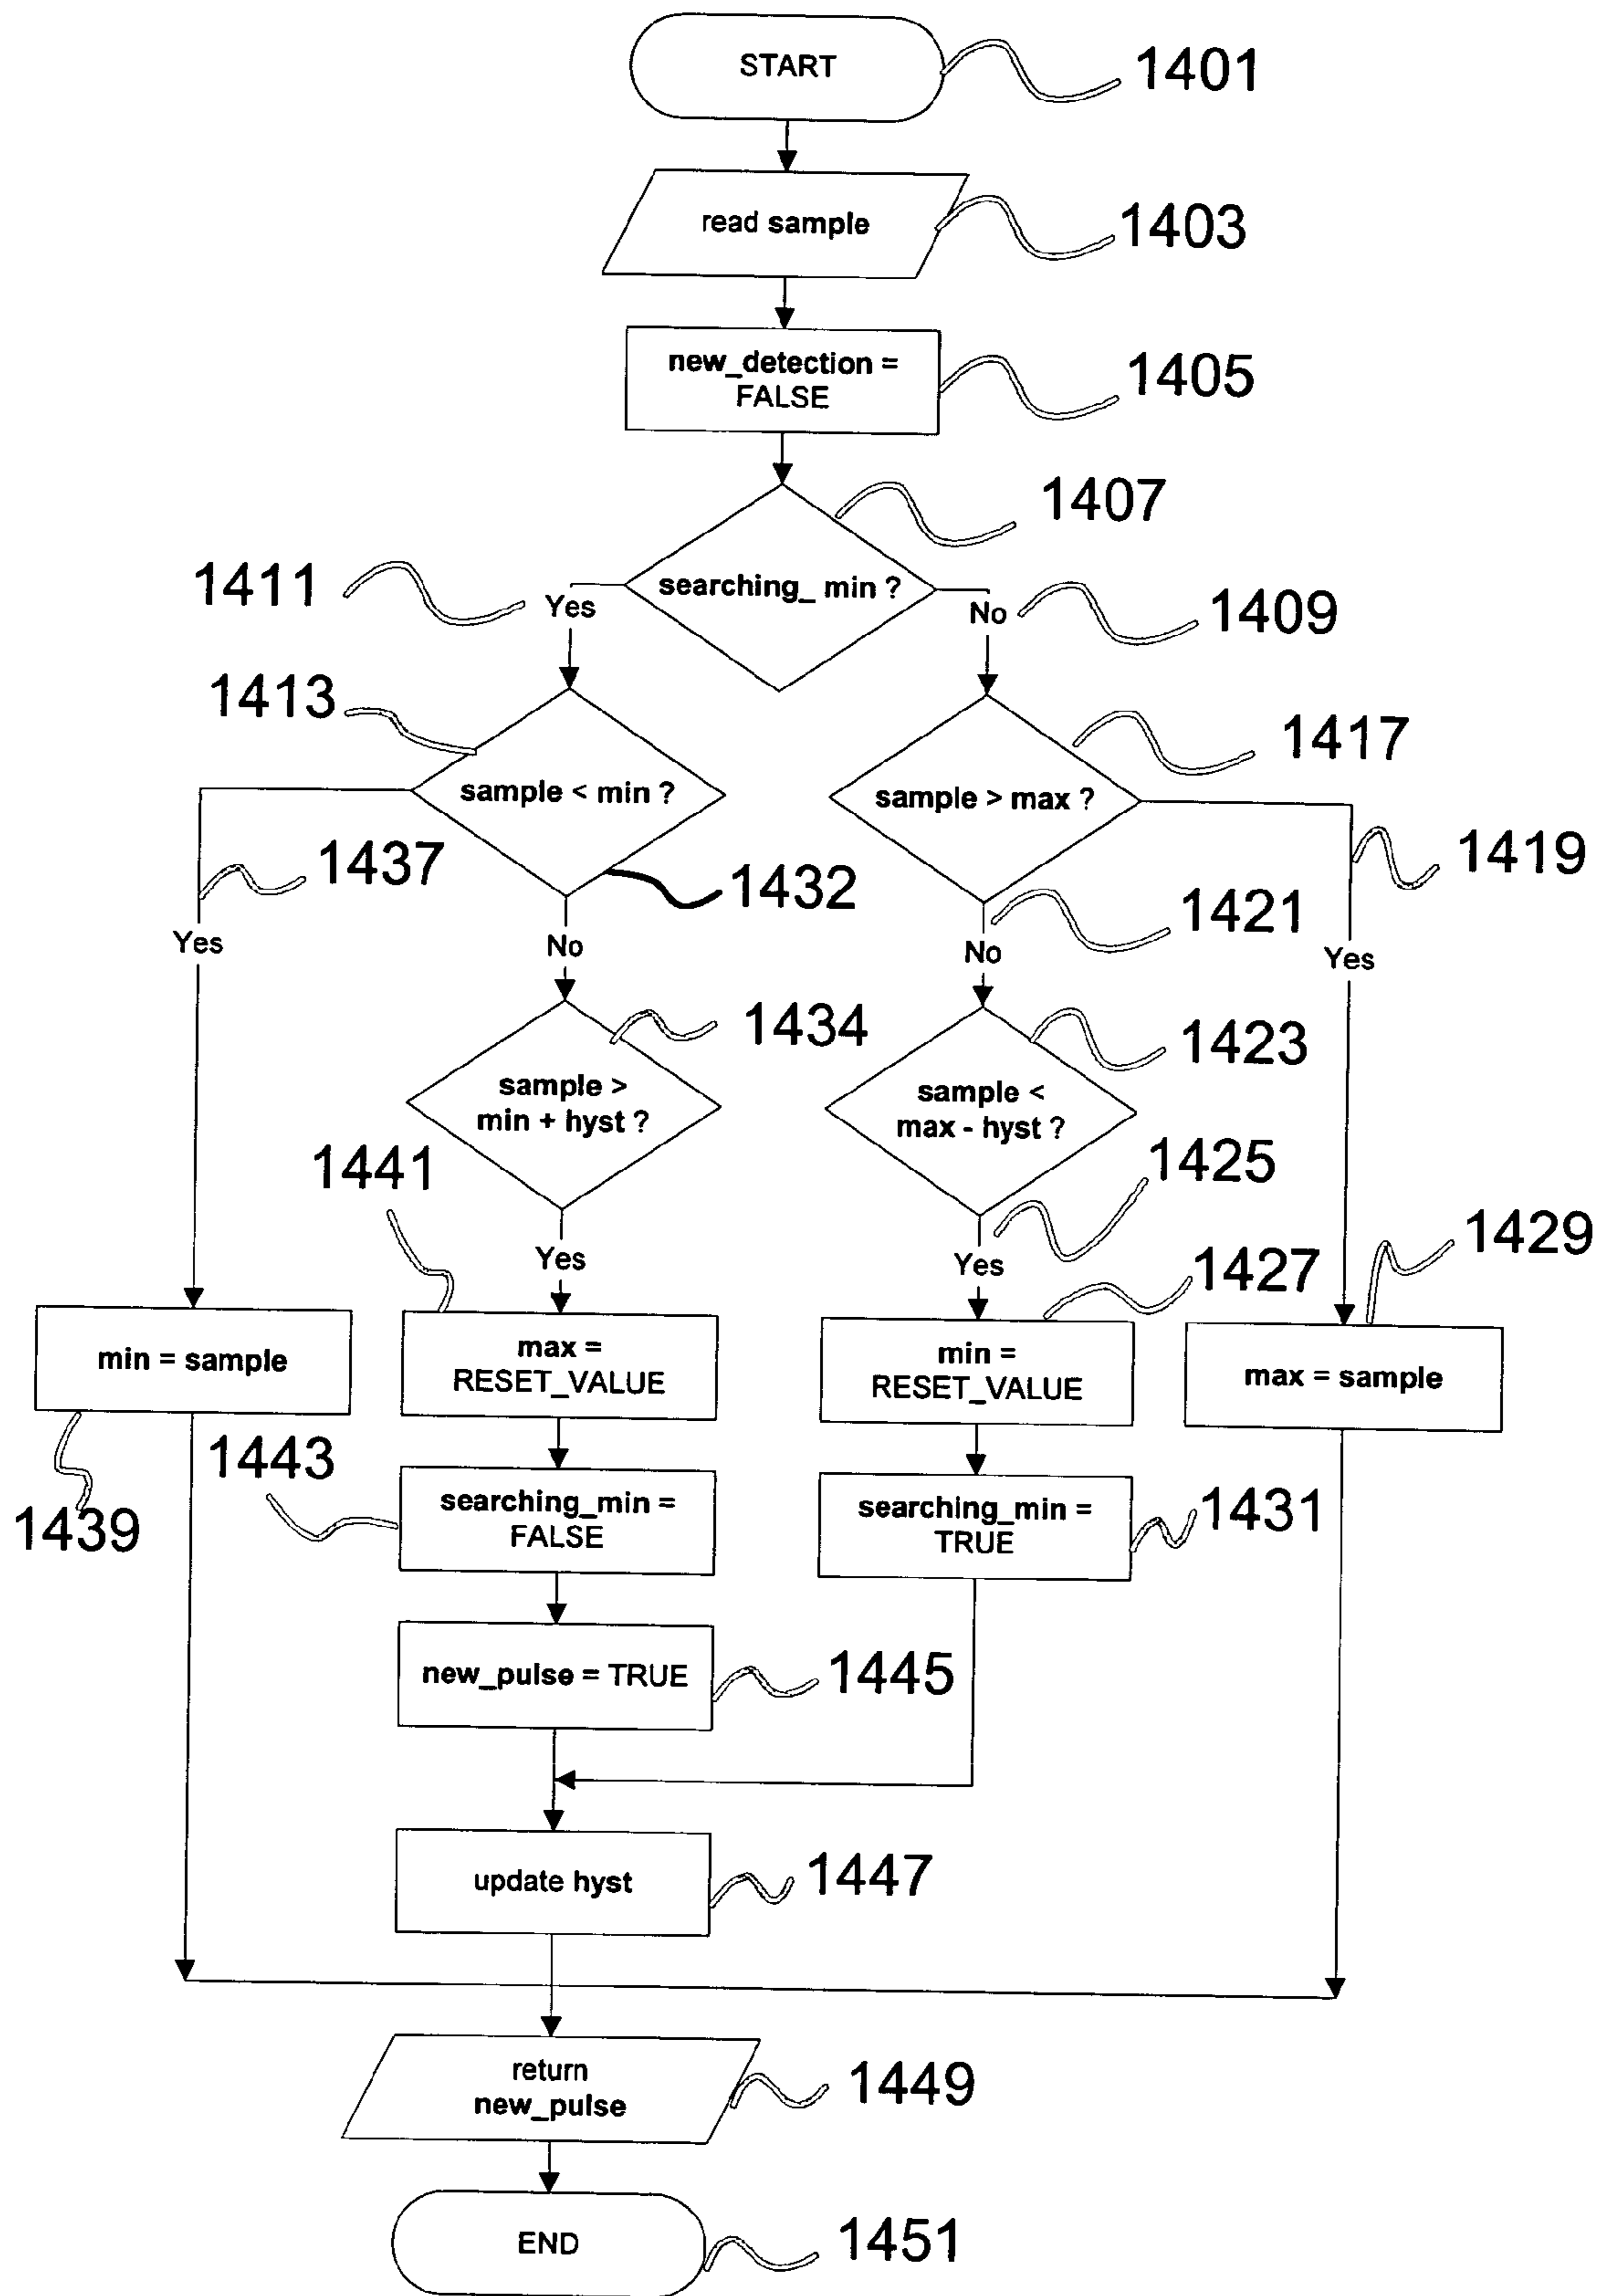 START
1401
read sample
1403
new_detection =
FALSE
1405
1407
searching_ min ?
1411
Yes
No
1409
1413
1417
sample < min ?
sample > max ?
1437
1432
1419
1421
Yes
No
No
Yes
1434
1423
sample >
min + hyst ?
sample <
max - hyst ?
1441
1425
Yes
Yes
1427
1429
min = sample
max =
RESET_VALUE
min =
RESET_VALUE
max = sample
1443
1439
searching_min =
FALSE
searching_min =
TRUE
1431
new_pulse = TRUE
1445
update hyst
1447
return
new_pulse
1449
END
1451